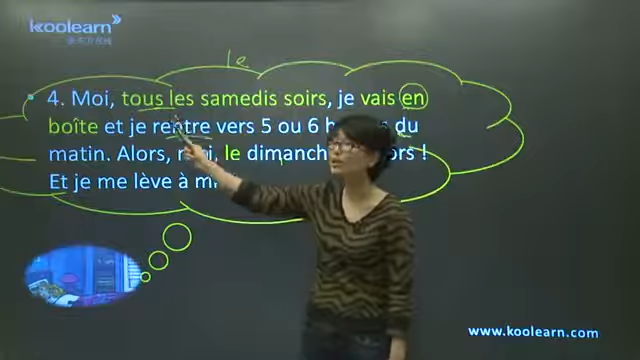 koolearn
le
• 4. Moi, tous les samedis soirs, je vais en
boîte et je rentre vers 5 ou 6 h du
matin. Alors, moi, le dimanch ors !
Et je me lève à mi
www.koolearn.com